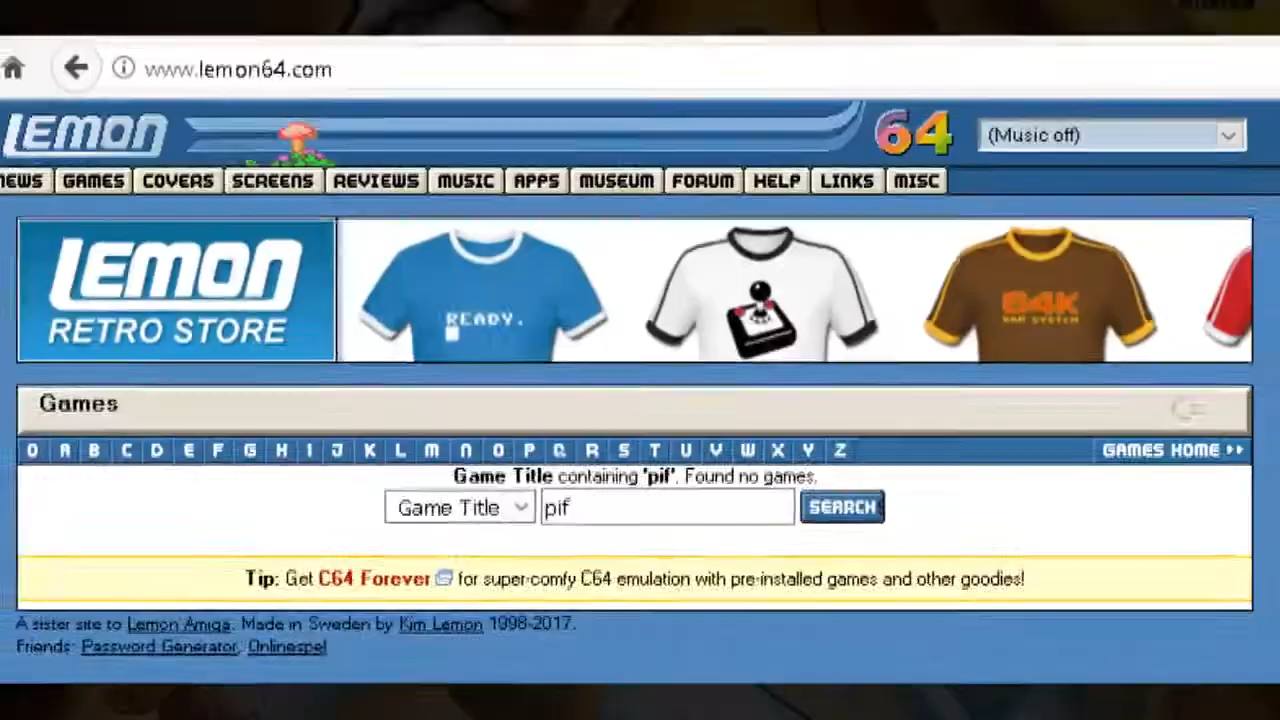 www.lemon64.com
LEMON
64
(Music off)
NEWS GAMES COVERS SCREENS REVIEWS MUSIC APPS MUSEUM FORUM HELP LINKS MISC
LEMON
RETRO STORE
READY.
64K
RAM SYSTEM
Games
0 A B C D E F G H I J K L M N O P Q R S T U V W X Y Z
GAMES HOME
Game Title containing 'pif'. Found no games.
Game Title
pif
SEARCH
Tip: Get C64 Forever for super-comfy C64 emulation with pre-installed games and other goodies!
A sister site to Lemon Amiga. Made in Sweden by Kim Lemon 1998-2017.
Friends: Password Generator, Onlinespel